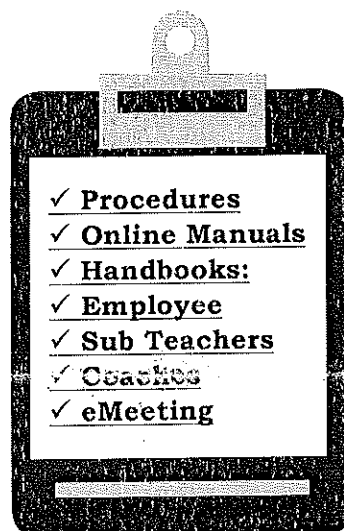 ✓ Procedures
✓ Online Manuals
✓ Handbooks:
✓ Employee
✓ Sub Teachers
✓ Coaches
✓ eMeeting